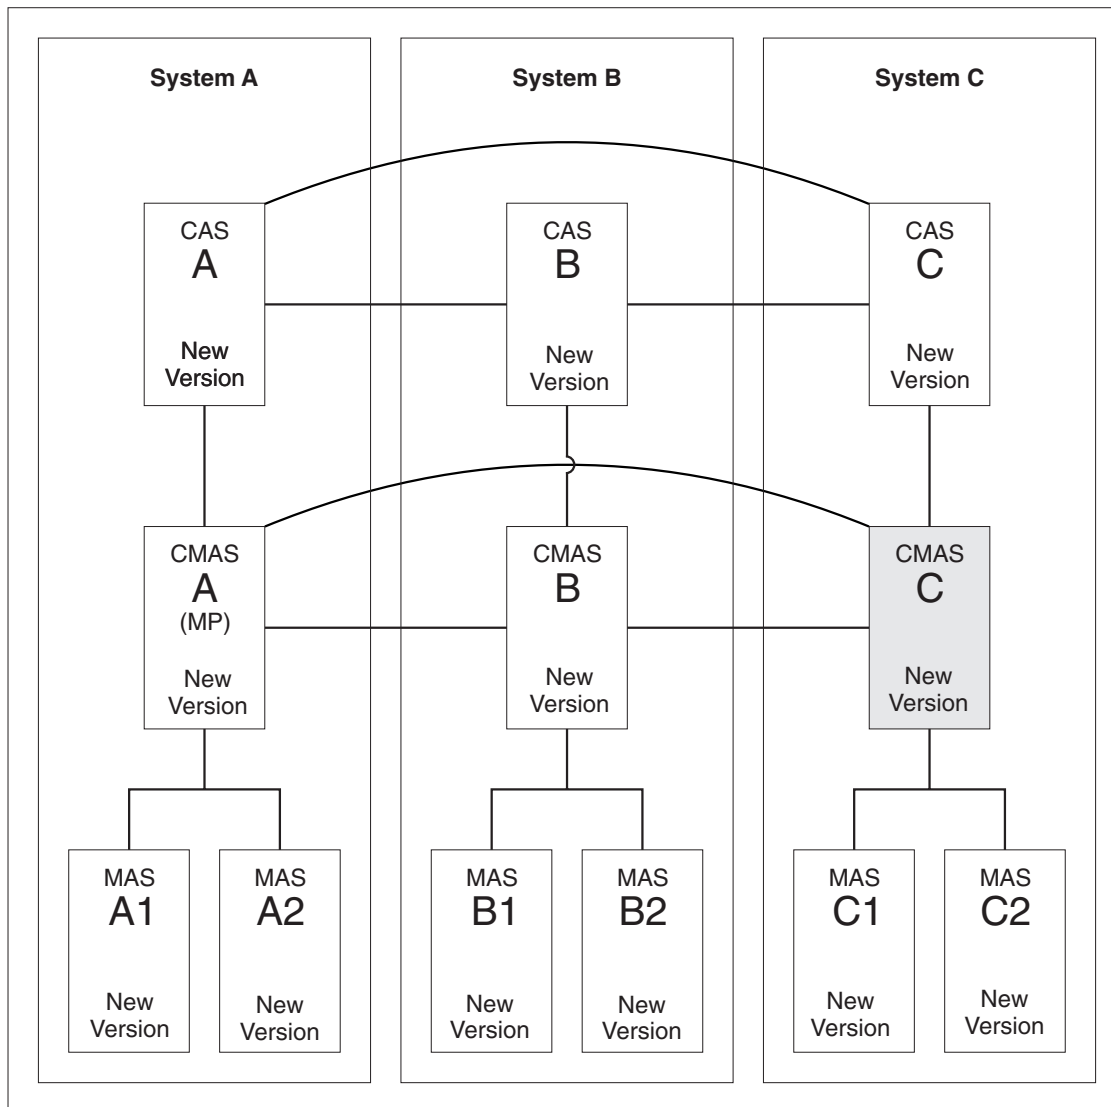 System A
System B
System C
CAS
A
New
Version
CAS
B
New
Version
CAS
C
New
Version
CMAS
A
(MP)
New
Version
CMAS
B
New
Version
CMAS
C
New
Version
MAS
A1
New
Version
MAS
A2
New
Version
MAS
B1
New
Version
MAS
B2
New
Version
MAS
C1
New
Version
MAS
C2
New
Version